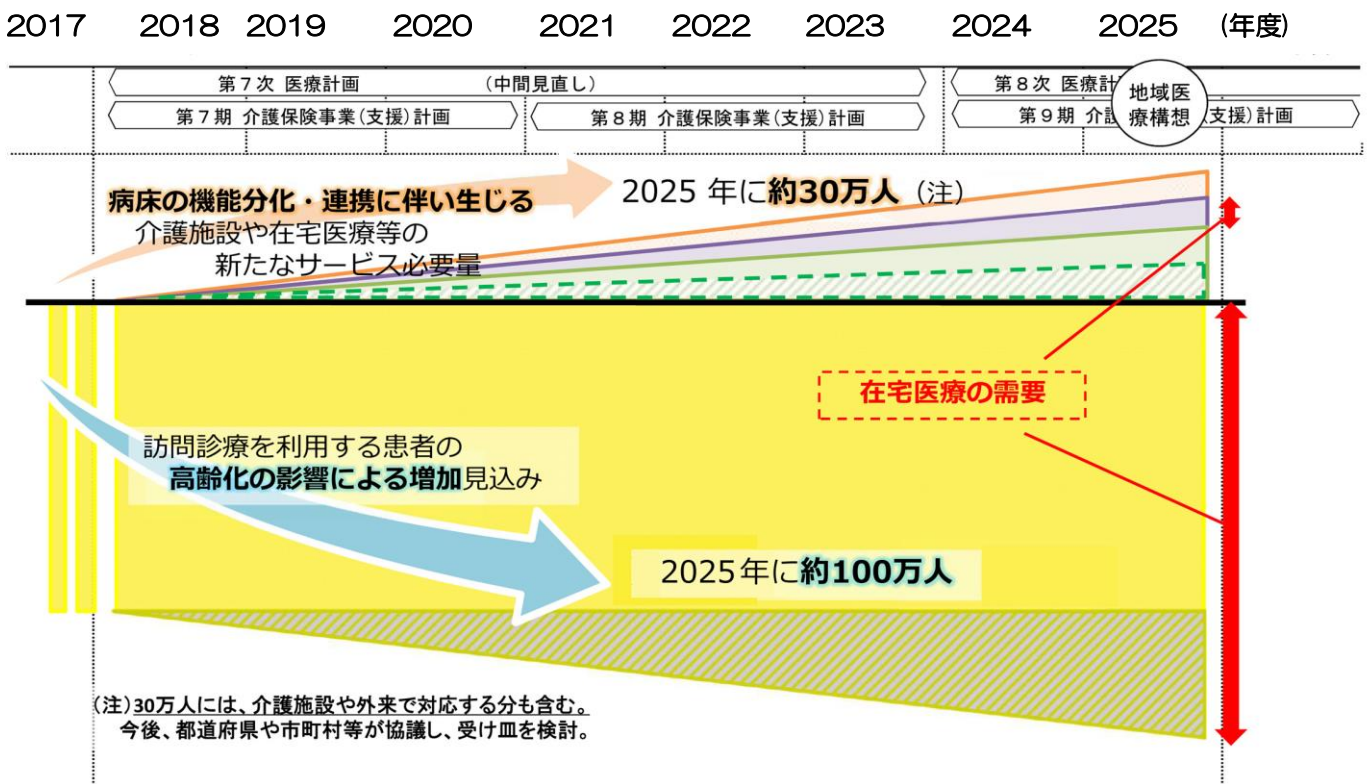 2017 2018 2019 2020 2021 2022 2023 2024 2025 (年度)
第7次 医療計画 (中間見直し) 第8次 医療計
第7期 介護保険事業(支援)計画 第8期 介護保険事業(支援)計画 第9期 介護 支援)計画
地域医
療構想
病床の機能分化・連携に伴い生じる
介護施設や在宅医療等の
新たなサービス必要量
2025 年に約30万人 (注)
在宅医療の需要
訪問診療を利用する患者の
高齢化の影響による増加見込み
2025年に約100万人
(注)30万人には、介護施設や外来で対応する分も含む。
今後、都道府県や市町村等が協議し、受け皿を検討。